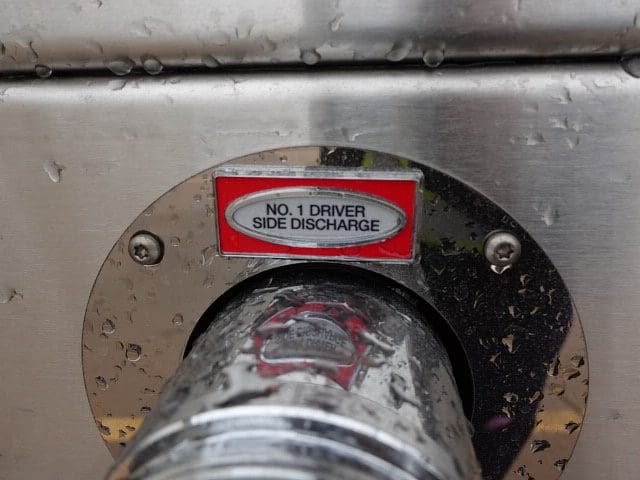 NO. 1 DRIVER
SIDE DISCHARGE